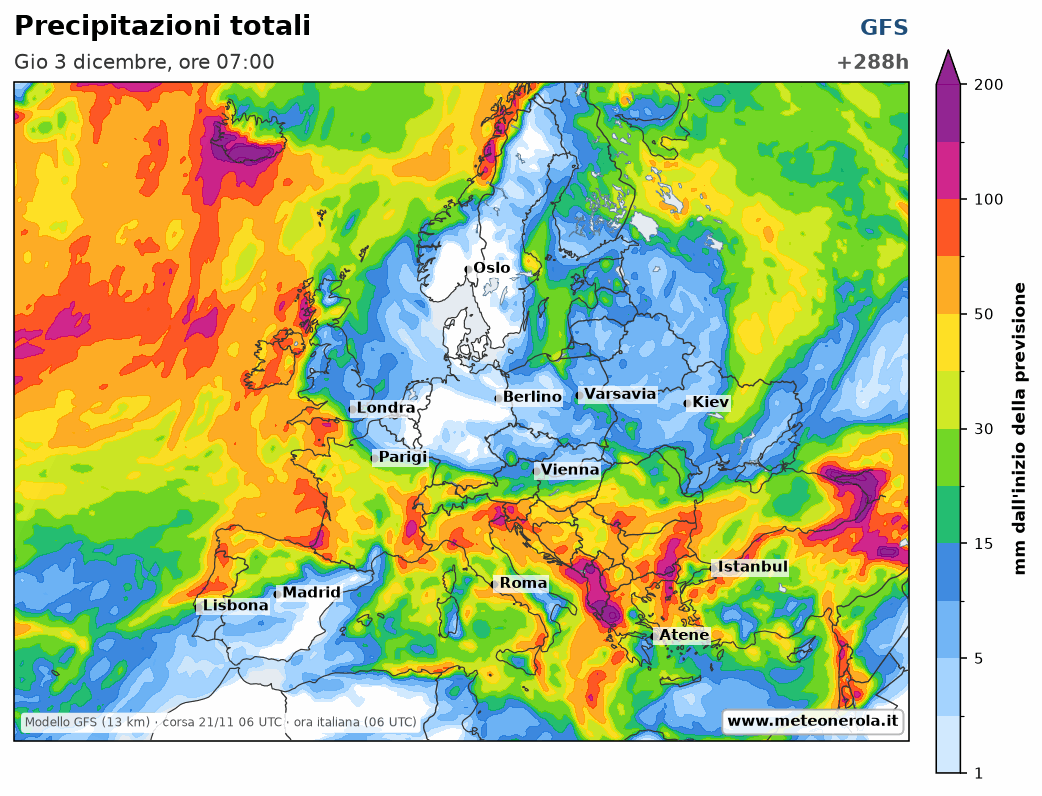 Precipitazioni totali
GFS
Gio 3 dicembre, ore 07:00
+288h
200
100
50
30
15
5
1
mm dall'inizio della previsione
Oslo
Berlino
Varsavia
Kiev
Londra
Parigi
Vienna
Istanbul
Roma
Madrid
Lisbona
Atene
Modello GFS (13 km) · corsa 21/11 06 UTC · ora italiana (06 UTC)
www.meteonerola.it